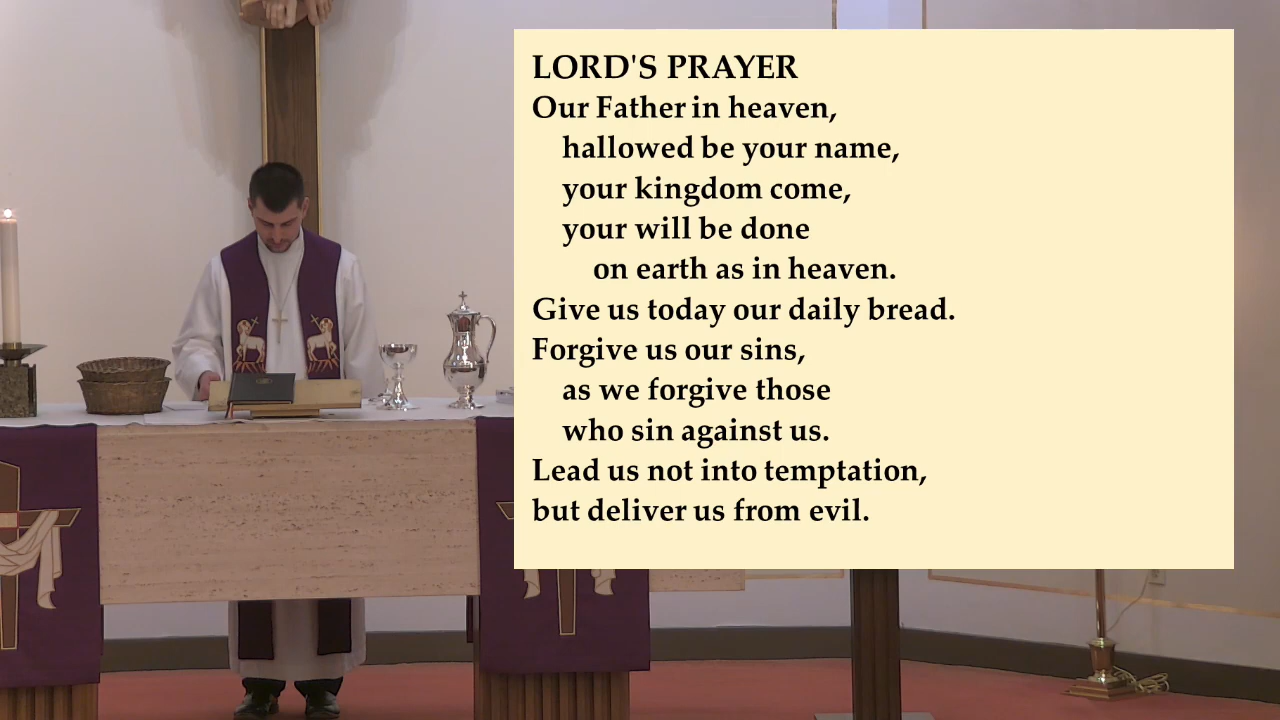 LORD'S PRAYER
Our Father in heaven,
hallowed be your name,
your kingdom come,
your will be done
on earth as in heaven.
Give us today our daily bread.
Forgive us our sins,
as we forgive those
who sin against us.
Lead us not into temptation,
but deliver us from evil.